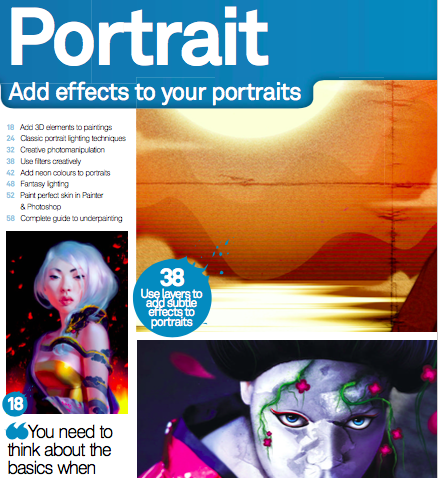 Portrait
Add effects to your portraits
18 Add 3D elements to paintings
24 Classic portrait lighting techniques
32 Creative photomanipulation
38 Use filters creatively
42 Add neon colours to portraits
48 Fantasy lighting
52 Paint perfect skin in Painter
& Photoshop
58 Complete guide to underpainting
38
Use layers to
add subtle
effects to
portraits
18
“You need to
think about the
basics when